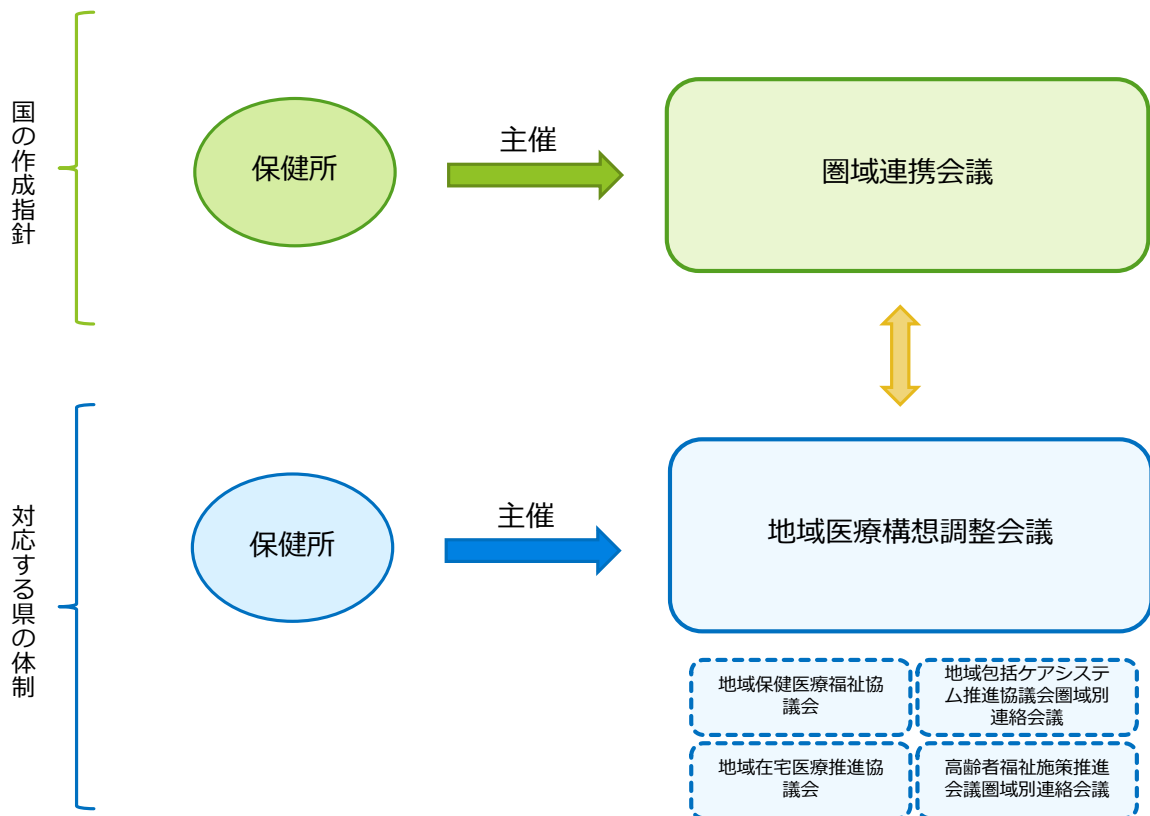 国の作成指針
保健所
主催
圏域連携会議
対応する県の体制
保健所
主催
地域医療構想調整会議
地域保健医療福祉協
議会
地域包括ケアシステ
ム推進協議会圏域別
連絡会議
地域在宅医療推進協
議会
高齢者福祉施策推進
会議圏域別連絡会議